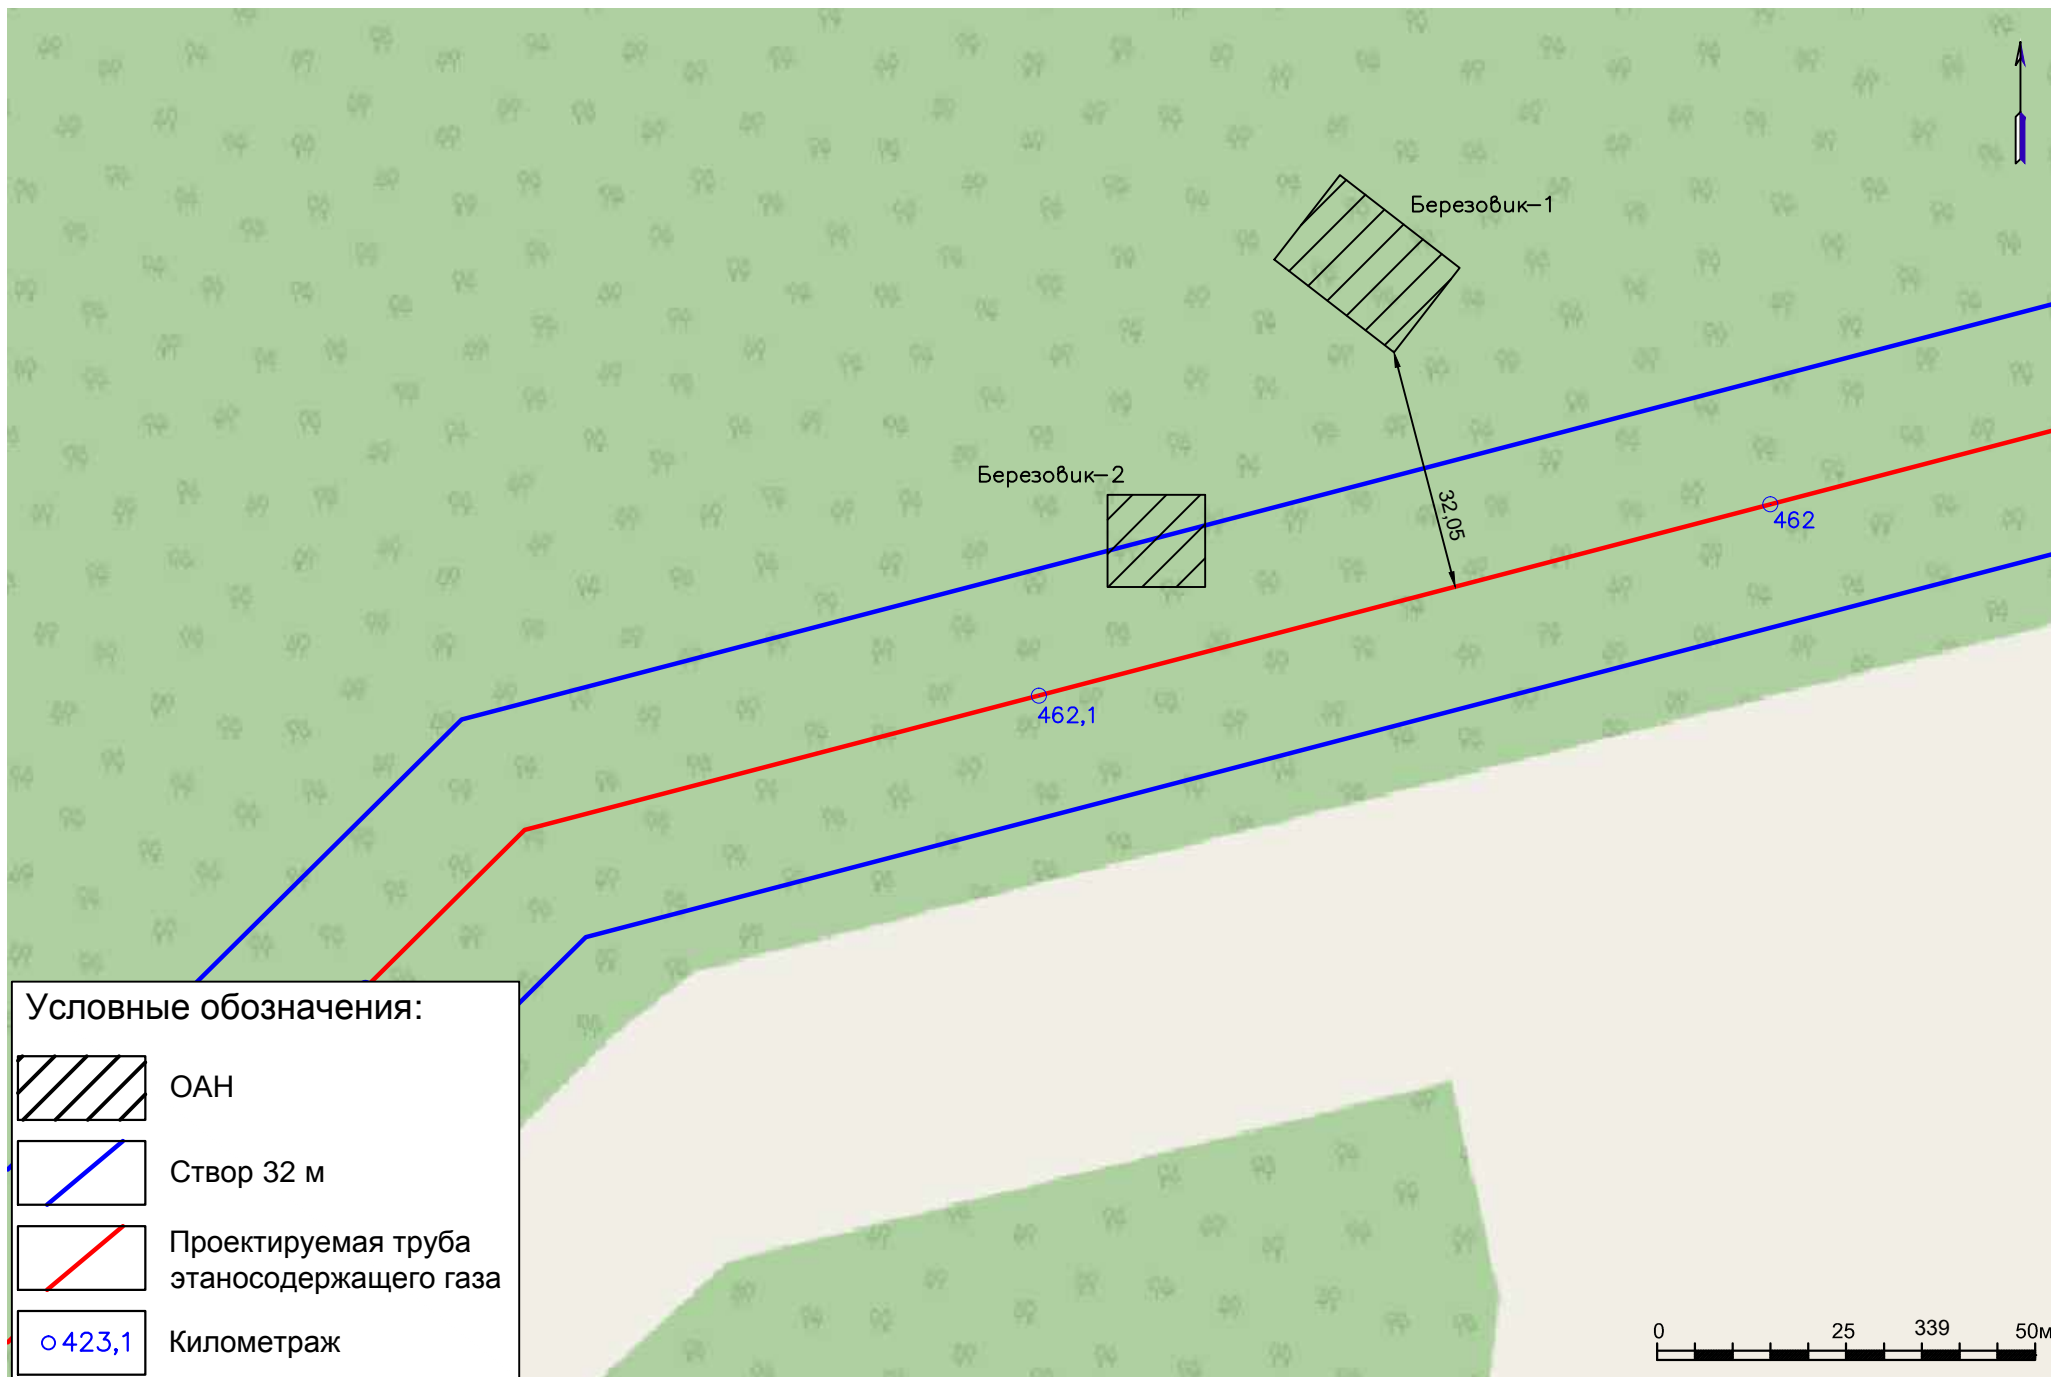 Березовик-1
Березовик-2
32,05
462
462,1
Условные обозначения:
ОАН
Створ 32 м
Проектируемая труба
этаносодержащего газа
423,1 Километраж
0 25 339 50м